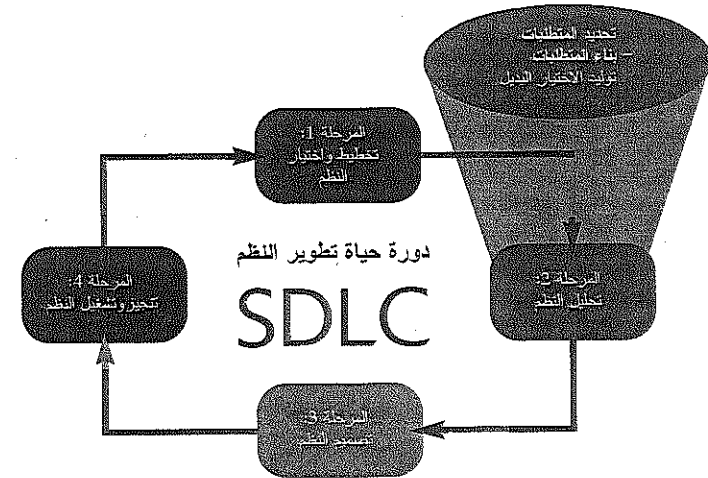 تحديد المتطلبات
– بناء المتطلبات
توليد الاختيار البديل
المرحلة 1:
تخطيط واختيار
النظم
دورة حياة تطوير النظم
SDLC
المرحلة 2:
تحليل النظم
المرحلة 3:
تصميم النظم
المرحلة 4:
تنجيز وتشغيل النظم